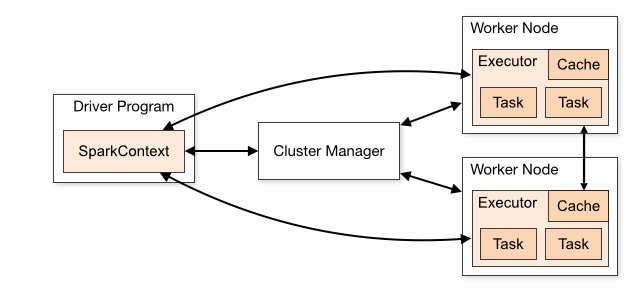 Driver Program
SparkContext
Cluster Manager
Worker Node
Executor
Cache
Task
Task
Worker Node
Executor
Cache
Task
Task